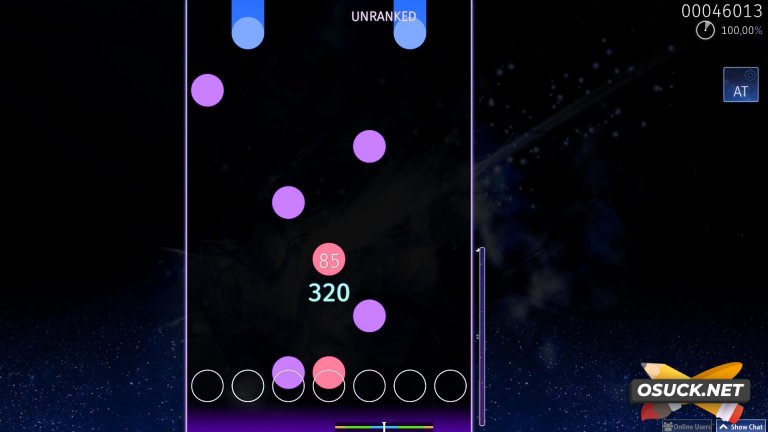 UNRANKED
00046013
100,00%
AT
85
320
OSUCK.NET
Online Users
Show Chat